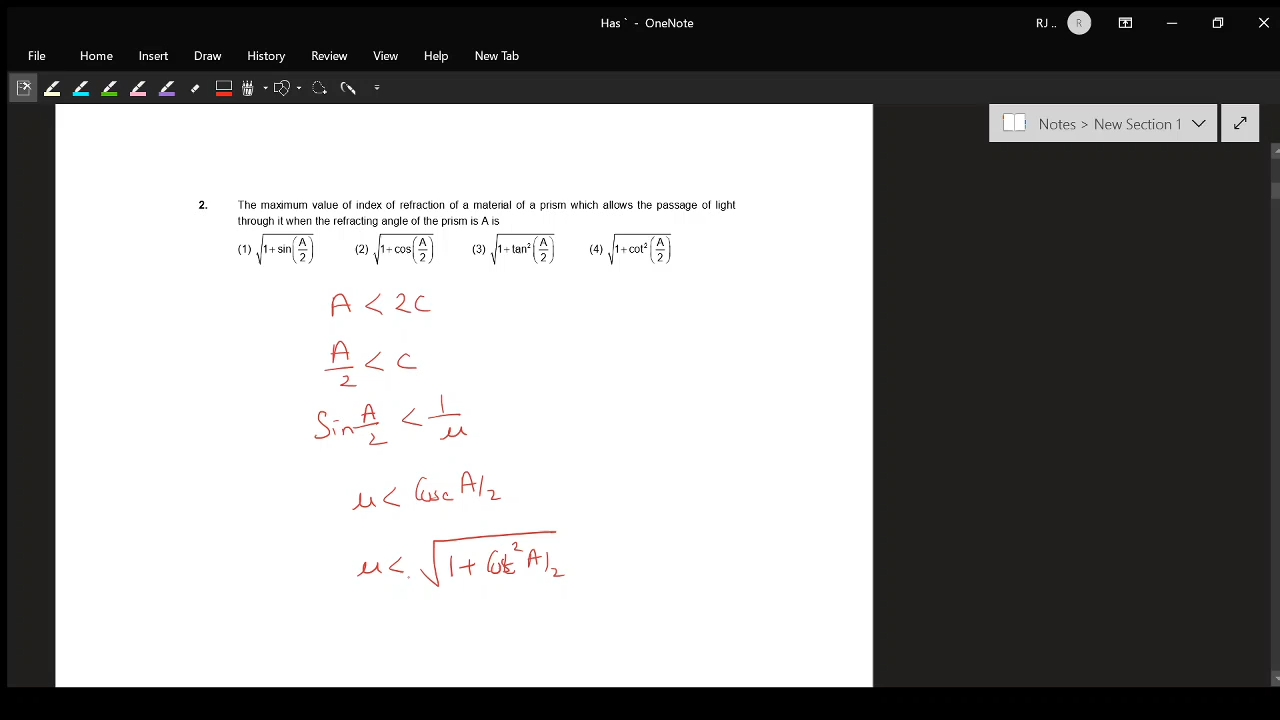 Has ` - OneNote
RJ ..
R
File Home Insert Draw History Review View Help New Tab
Notes > New Section 1
2. The maximum value of index of refraction of a material of a prism which allows the passage of light
through it when the refracting angle of the prism is A is
(1) √(1+sin(A/2)) (2) √(1+cos(A/2)) (3) √(1+tan²(A/2)) (4) √(1+cot²(A/2))
A < 2C
A/2 < C
Sin A/2 < 1/μ
μ < Cosc A/2
μ < √(1 + Cot² A/2)